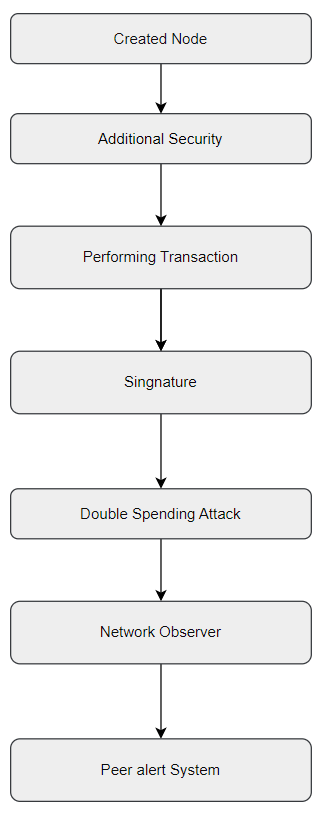 Created Node
Additional Security
Performing Transaction
Singnature
Double Spending Attack
Network Observer
Peer alert System